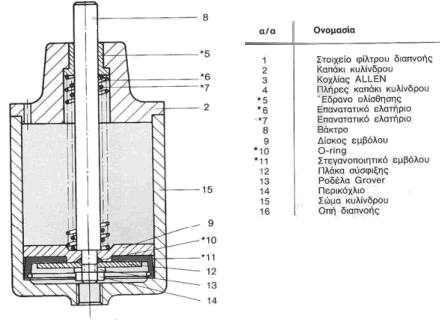 8
*5
*6
*7
2
15
9
*10
*11
12
13
14
α/α Ονομασία
1 Στοιχείο φίλτρου διαπνοής
2 Καπάκι κυλίνδρου
3 Κοχλίας ALLEN
4 Πλήρες καπάκι κυλίνδρου
*5 Έδρανο ολίσθησης
*6 Επανατατικό ελατήριο
*7 Επανατατικό ελατήριο
8 Βάκτρο
9 Δίσκος εμβόλου
*10 O-ring
*11 Στεγανοποιητικό εμβόλου
12 Πλάκα σύσφιξης
13 Ροδέλα Grover
14 Περικόχλιο
15 Σώμα κυλίνδρου
16 Οπή διαπνοής